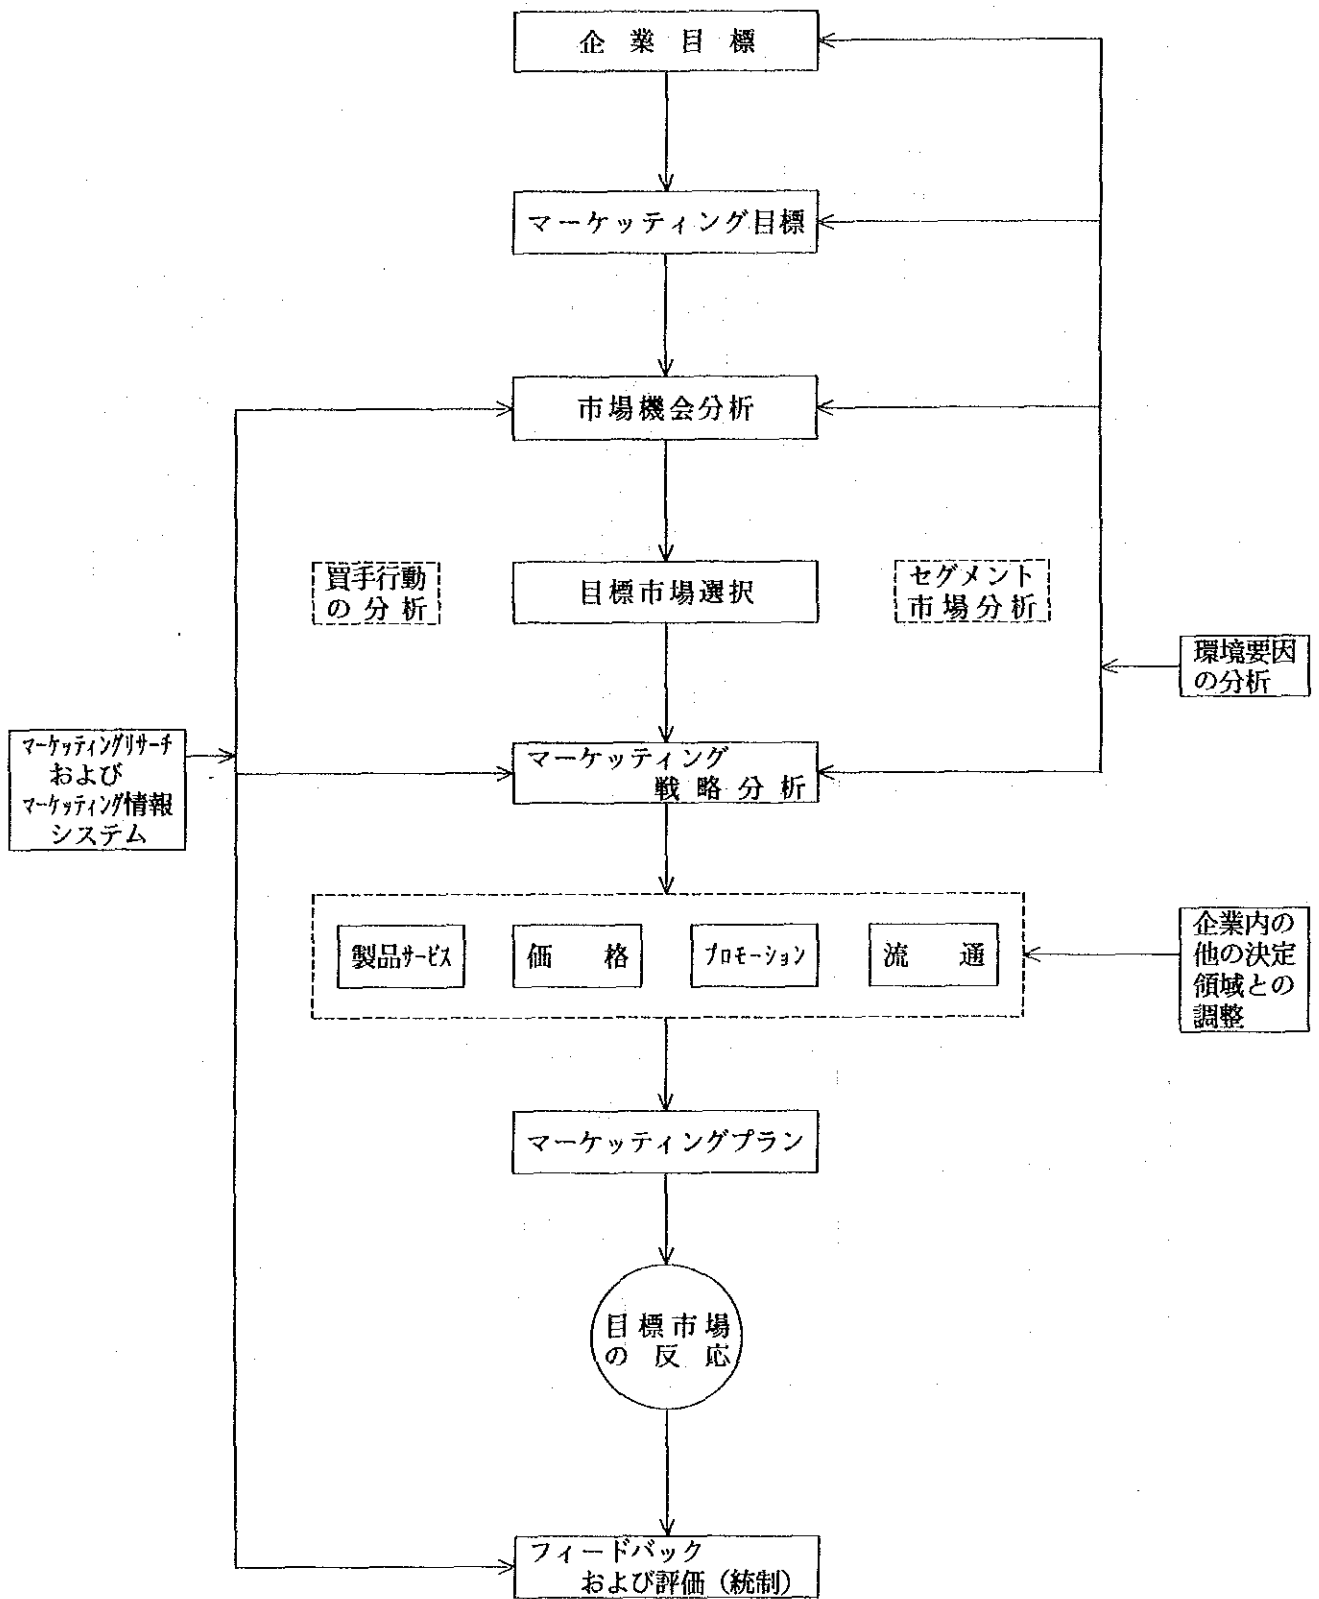 企業目標
マーケッティング目標
市場機会分析
買手行動
の分析
目標市場選択
セグメント
市場分析
環境要因
の分析
マーケッティングリサーチ
および
マーケッティング情報
システム
マーケッティング
戦略分析
製品サービス
価格
プロモーション
流通
企業内の
他の決定
領域との
調整
マーケッティングプラン
目標市場
の反応
フィードバック
および評価（統制）